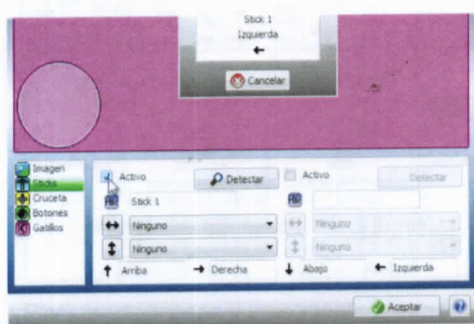 Stick 1
Izquierda
Cancelar
Imagen
Sticks
Cruceta
Botones
Gatillos
Activo
Detectar
Activo
Detectar
Stick 1
Ninguno
Ninguno
Ninguno
Ninguno
Arriba
Derecha
Abajo
Izquierda
Aceptar